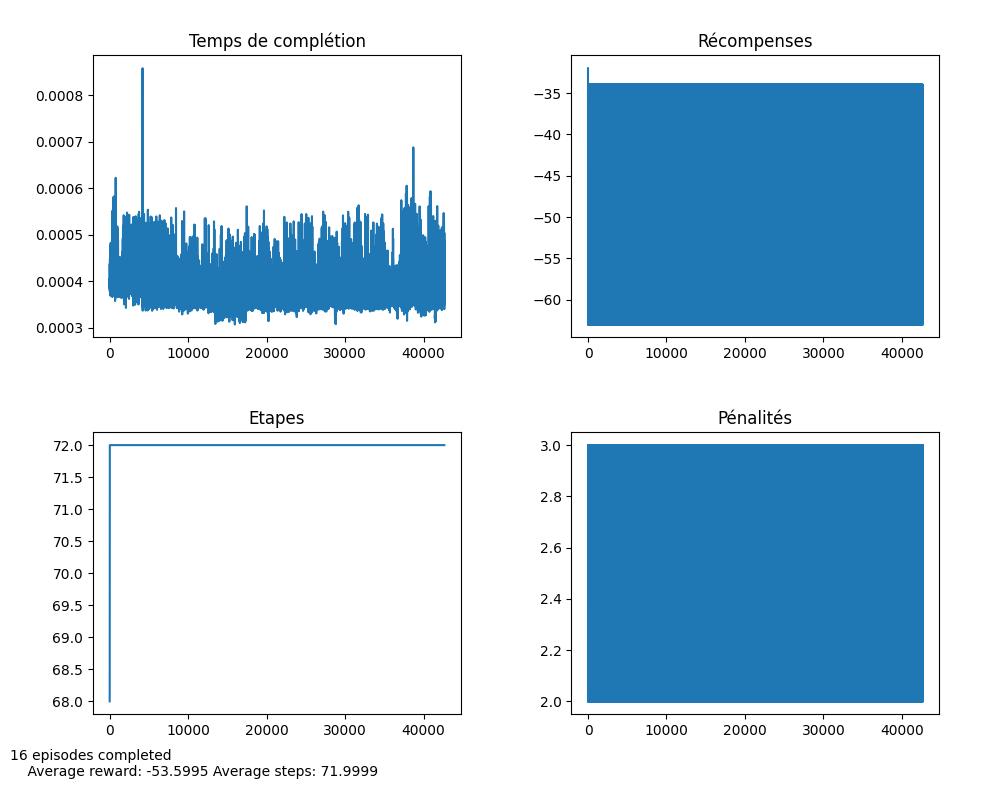 Temps de complétion
0.0008
0.0007
0.0006
0.0005
0.0004
0.0003
0 10000 20000 30000 40000
Récompenses
−35
−40
−45
−50
−55
−60
0 10000 20000 30000 40000
Etapes
72.0
71.5
71.0
70.5
70.0
69.5
69.0
68.5
68.0
0 10000 20000 30000 40000
Pénalités
3.0
2.8
2.6
2.4
2.2
2.0
0 10000 20000 30000 40000
16 episodes completed
Average reward: -53.5995 Average steps: 71.9999